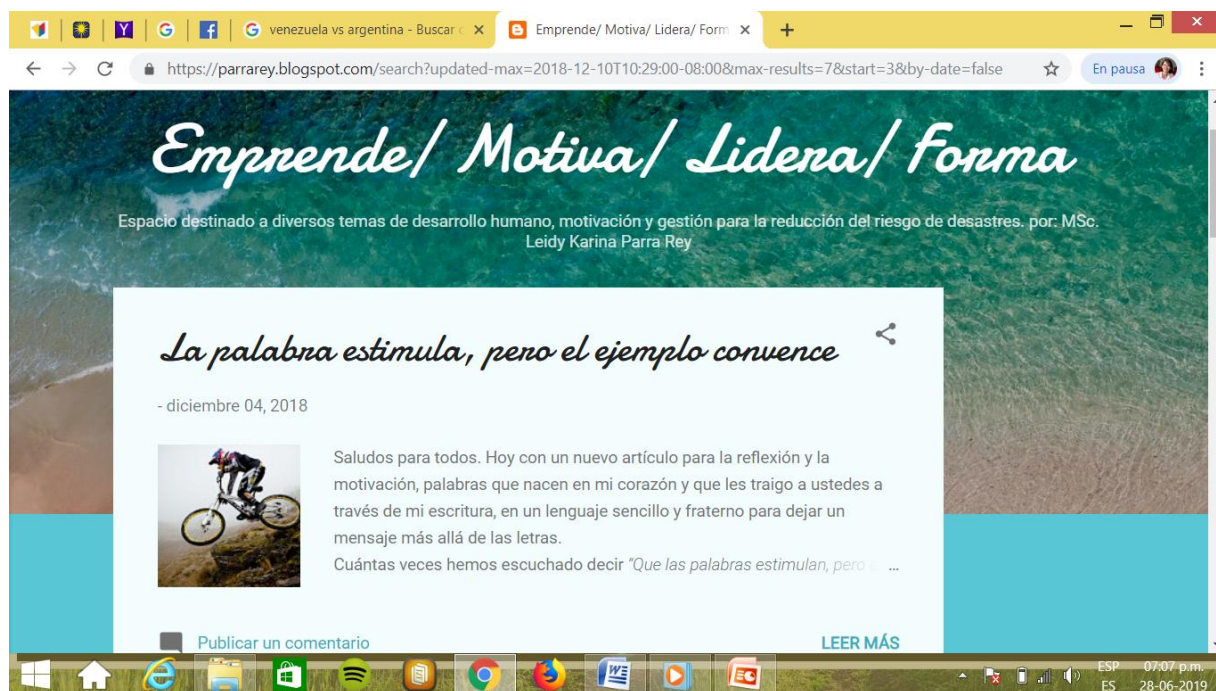 venezuela vs argentina - Buscar
Emprende/ Motiva/ Lidera/ Form
https://parrarey.blogspot.com/search?updated-max=2018-12-10T10:29:00-08:00&max-results=7&start=3&by-date=false
En pausa
Emprende/ Motiva/ Lidera/ Forma
Espacio destinado a diversos temas de desarrollo humano, motivación y gestión para la reducción del riesgo de desastres. por: MSc.
Leidy Karina Parra Rey
La palabra estimula, pero el ejemplo convence
- diciembre 04, 2018
Saludos para todos. Hoy con un nuevo artículo para la reflexión y la
motivación, palabras que nacen en mi corazón y que les traigo a ustedes a
través de mi escritura, en un lenguaje sencillo y fraterno para dejar un
mensaje más allá de las letras.
Cuántas veces hemos escuchado decir "Que las palabras estimulan, pero ...
Publicar un comentario
LEER MÁS
ESP 07:07 p.m.
ES 28-06-2019